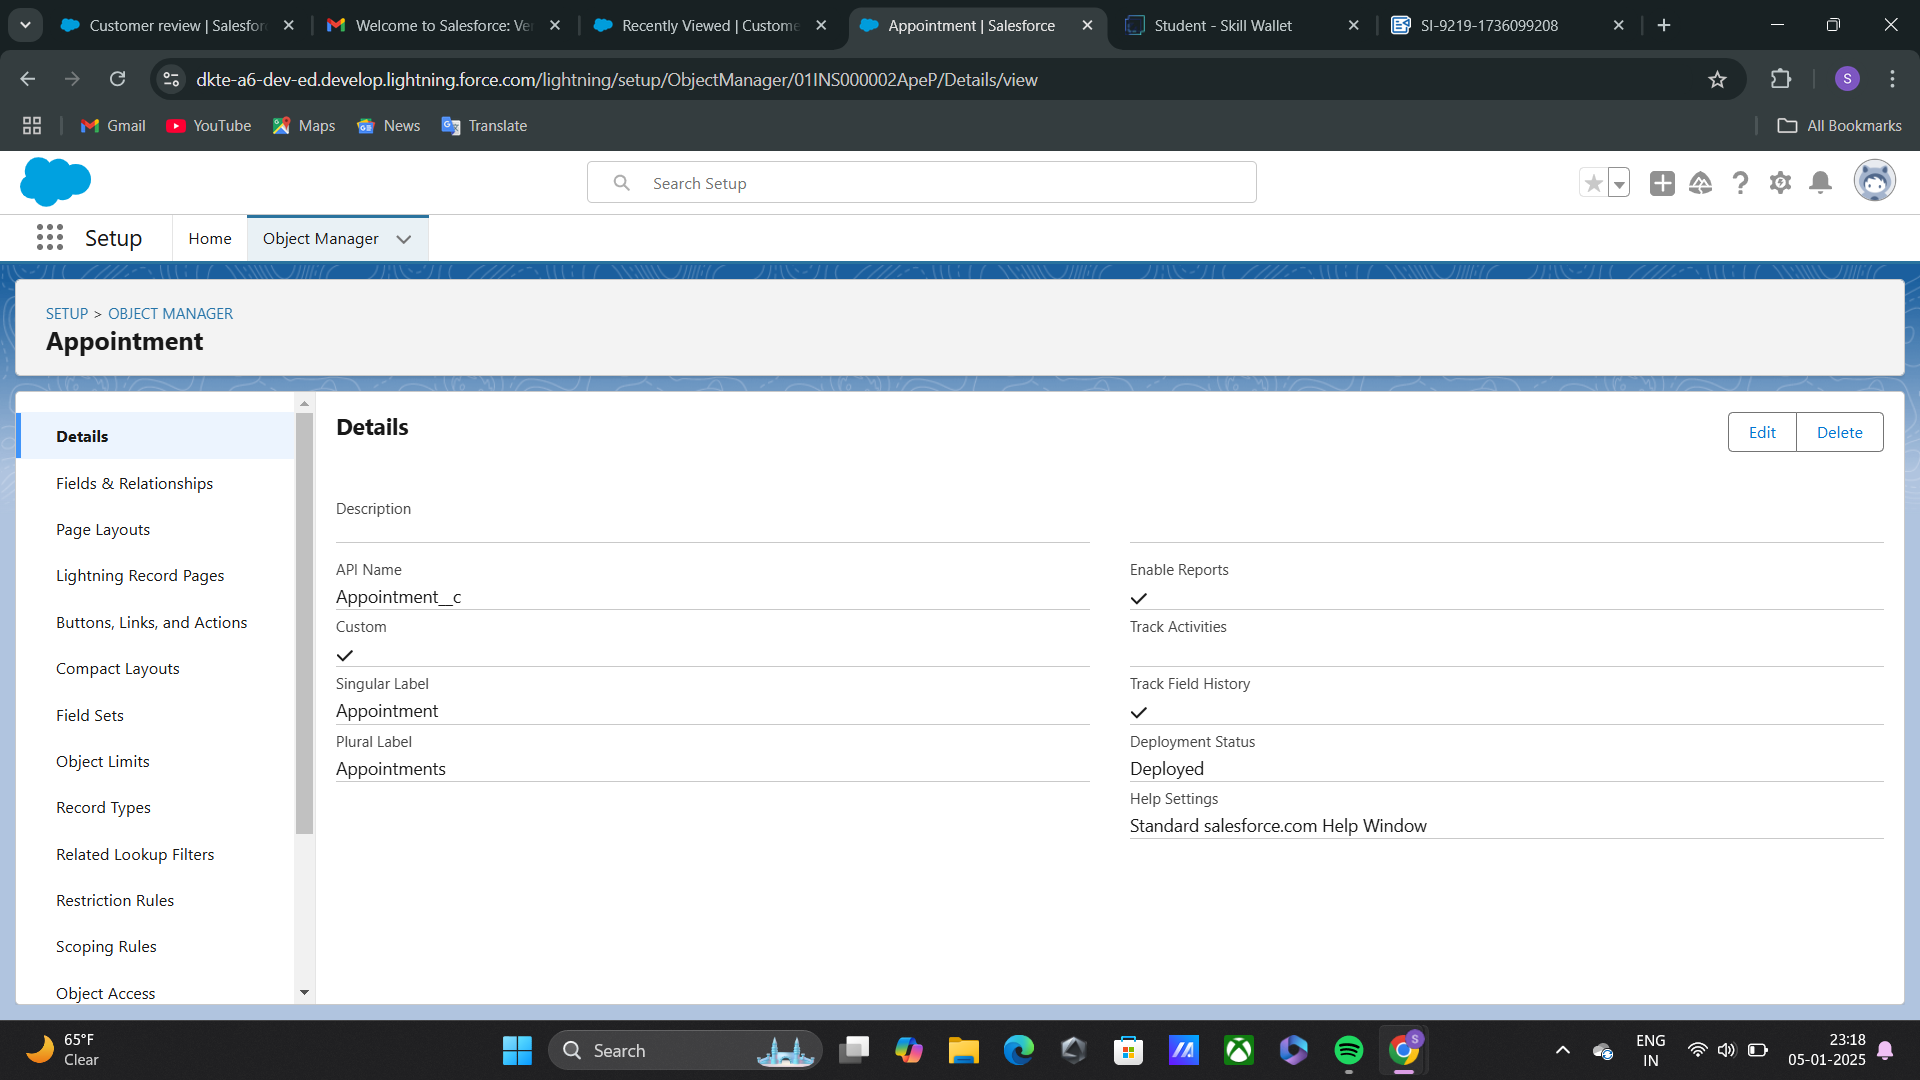 Customer review | Salesfor
Welcome to Salesforce: Ver
Recently Viewed | Custome
Appointment | Salesforce
Student - Skill Wallet
SI-9219-1736099208
dkte-a6-dev-ed.develop.lightning.force.com/lightning/setup/ObjectManager/01INS000002ApeP/Details/view
S
Gmail
YouTube
Maps
News
Translate
All Bookmarks
Search Setup
Setup
Home
Object Manager
SETUP > OBJECT MANAGER
Appointment
Details
Fields & Relationships
Page Layouts
Lightning Record Pages
Buttons, Links, and Actions
Compact Layouts
Field Sets
Object Limits
Record Types
Related Lookup Filters
Restriction Rules
Scoping Rules
Object Access
Details
Edit
Delete
Description
API Name
Appointment__c
Custom
Singular Label
Appointment
Plural Label
Appointments
Enable Reports
Track Activities
Track Field History
Deployment Status
Deployed
Help Settings
Standard salesforce.com Help Window
65°F
Clear
Search
S
ENG
IN
23:18
05-01-2025